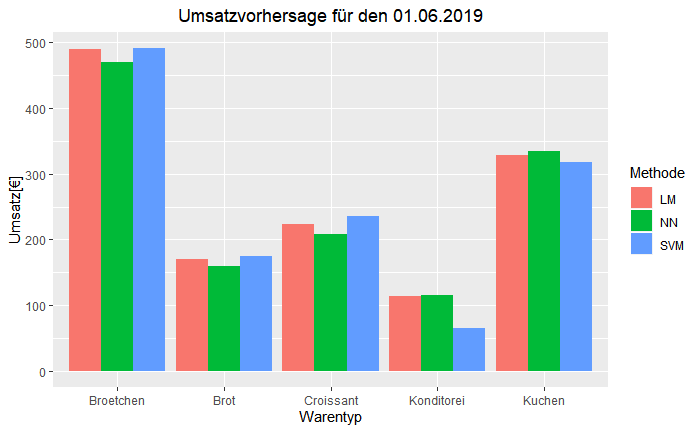 Umsatzvorhersage für den 01.06.2019
Umsatz[€]
500
400
300
200
100
0
Broetchen
Brot
Croissant
Konditorei
Kuchen
Warentyp
Methode
LM
NN
SVM